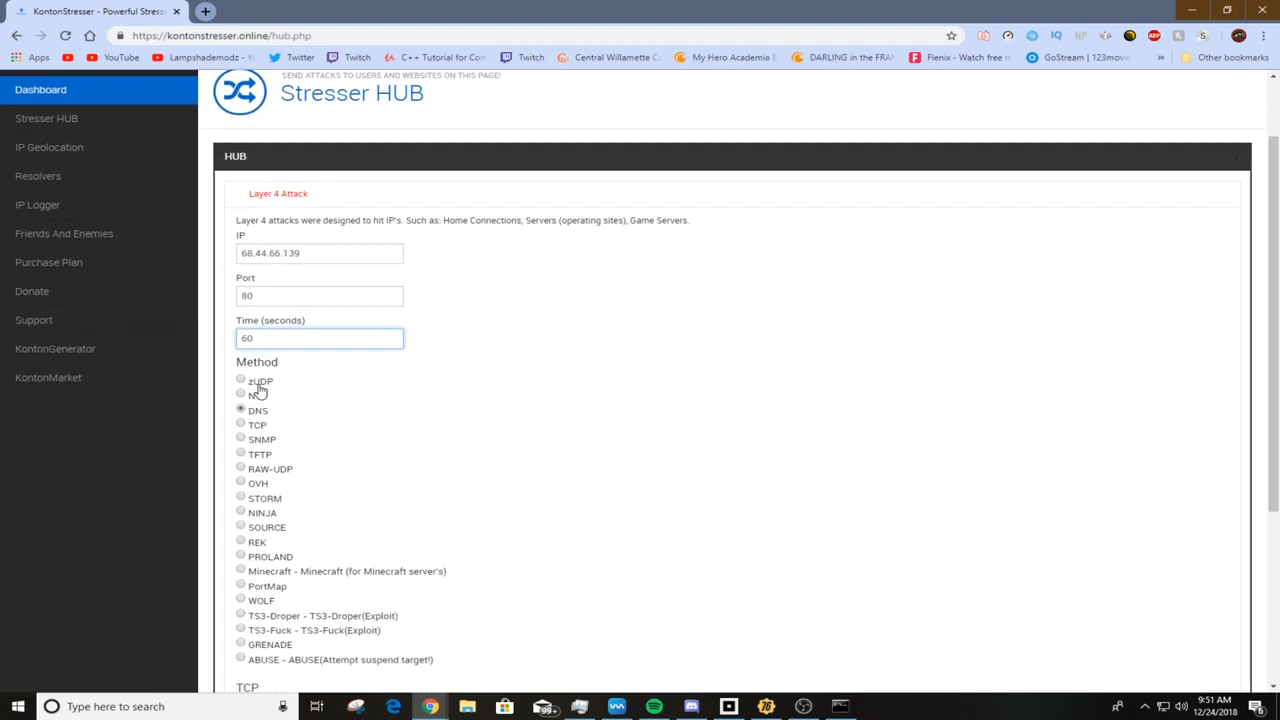 KontonStresser - Powerful Stress
https://kontonstresser.online/hub.php
Apps YouTube Lampshademodz Twitter Twitch C++ Tutorial for Com Twitch Central Willamette Co My Hero Academia E DARLING in the FRAN Flenix - Watch free m GoStream | 123movie » Other bookmarks
Dashboard
Stresser HUB
IP Geolocation
Resolvers
IP Logger
Friends And Enemies
Purchase Plan
Donate
Support
KontonGenerator
KontonMarket
SEND ATTACKS TO USERS AND WEBSITES ON THIS PAGE!
Stresser HUB
HUB
Layer 4 Attack
Layer 4 attacks were designed to hit IP's. Such as: Home Connections, Servers (operating sites), Game Servers.
IP
68.44.66.139
Port
80
Time (seconds)
60
Method
zUDP
DNS
TCP
SNMP
TFTP
RAW-UDP
OVH
STORM
NINJA
SOURCE
REK
PROLAND
Minecraft - Minecraft (for Minecraft server's)
PortMap
WOLF
TS3-Droper - TS3-Droper(Exploit)
TS3-Fuck - TS3-Fuck(Exploit)
GRENADE
ABUSE - ABUSE(Attempt suspend target!)
TCP
Type here to search
99+
76
9:51 AM
12/24/2018
6